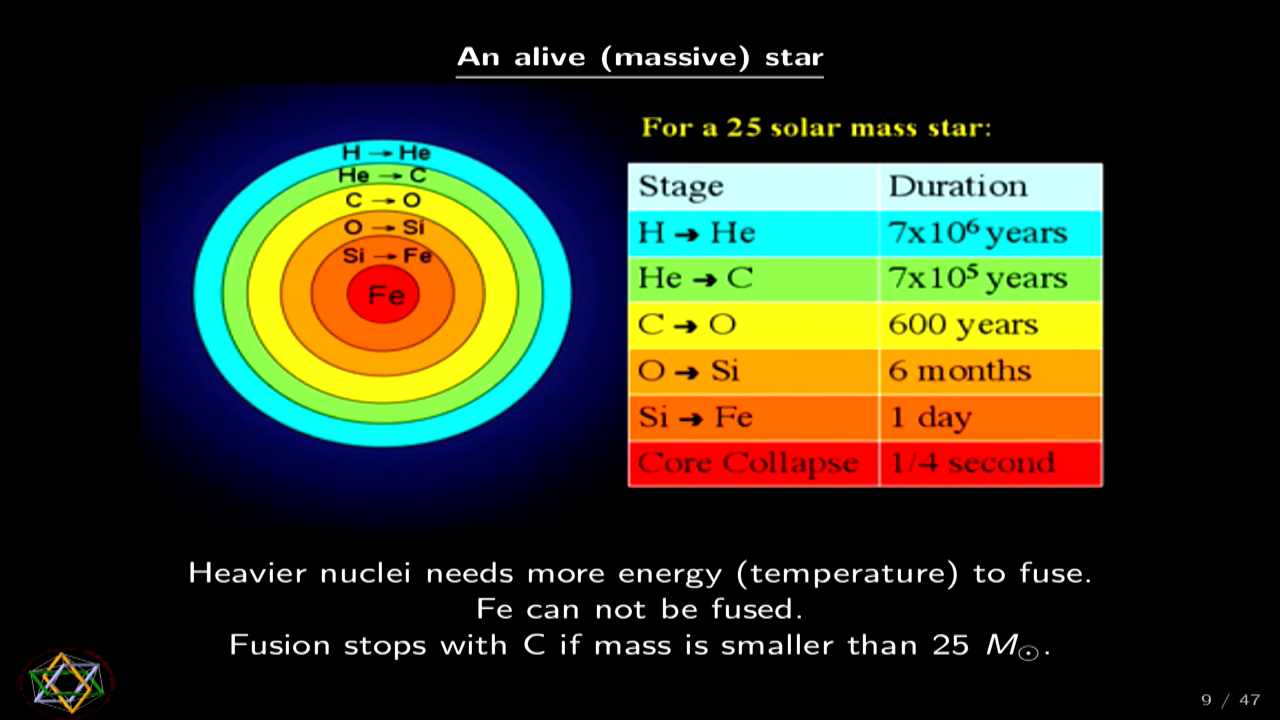 An alive (massive) star
H → He
He → C
C → O
O → Si
Si → Fe
Fe
For a 25 solar mass star:
Stage Duration
H → He 7x10⁶ years
He → C 7x10⁵ years
C → O 600 years
O → Si 6 months
Si → Fe 1 day
Core Collapse 1/4 second
Heavier nuclei needs more energy (temperature) to fuse.
Fe can not be fused.
Fusion stops with C if mass is smaller than 25 M☉.
9 / 47